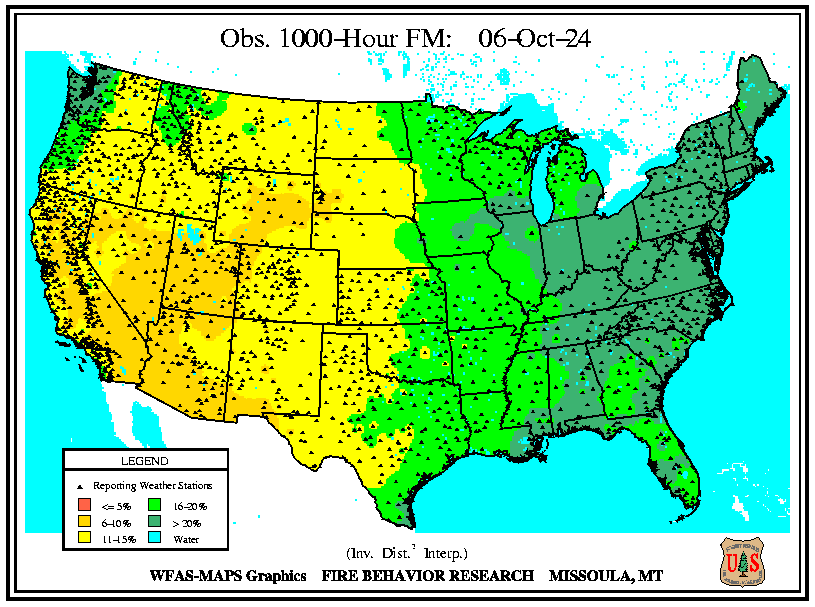 Obs. 1000-Hour FM: 06-Oct-24
LEGEND
Reporting Weather Stations
<= 5% 16-20%
6-10% > 20%
11-15% Water
(Inv. Dist.² Interp.)
WFAS-MAPS Graphics FIRE BEHAVIOR RESEARCH MISSOULA, MT
U S